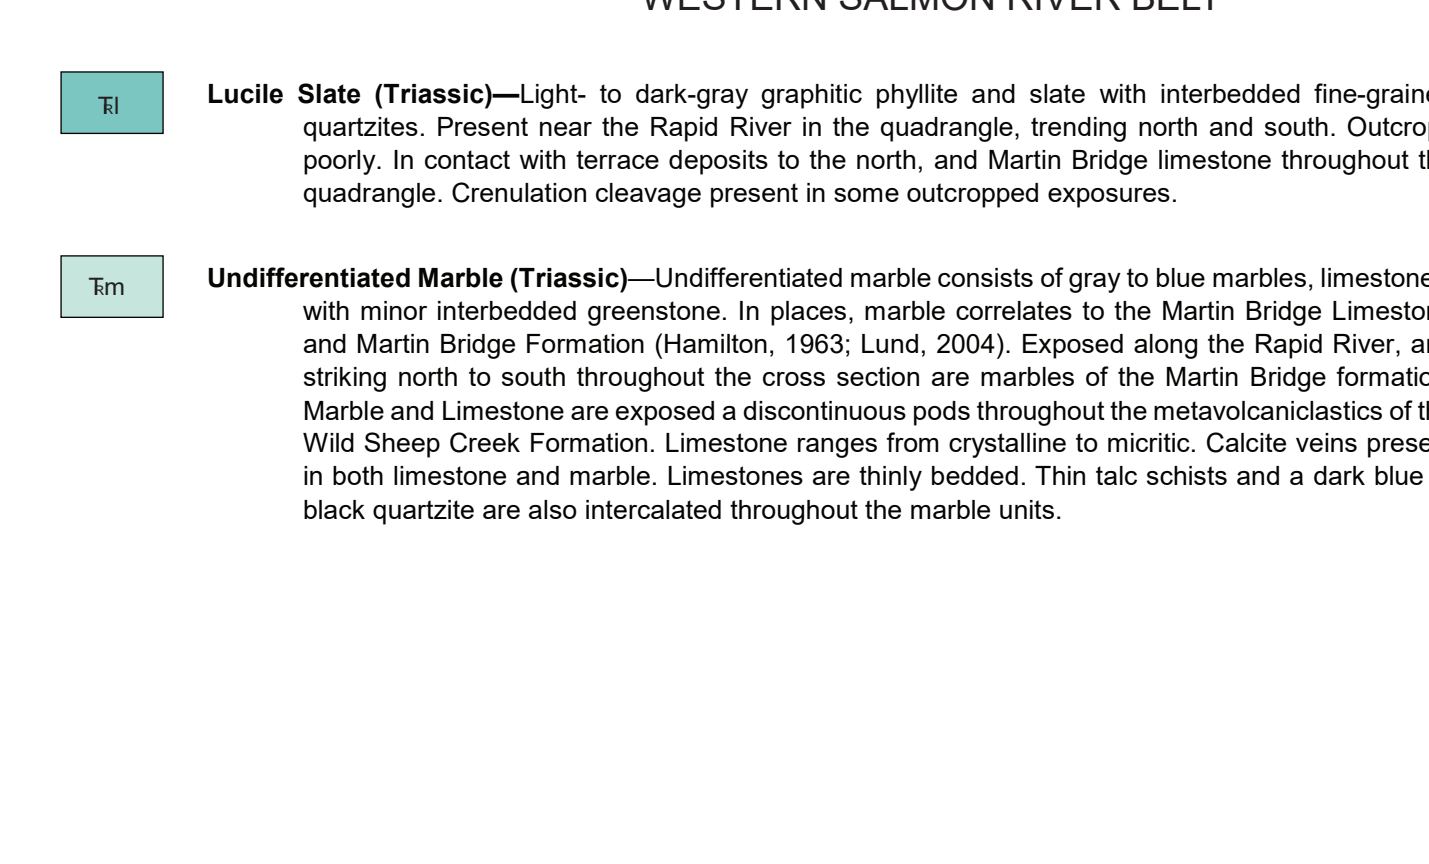 WESTERN SALMON RIVER BELT
TRl
Lucile Slate (Triassic)—Light- to dark-gray graphitic phyllite and slate with interbedded fine-graine
quartzites. Present near the Rapid River in the quadrangle, trending north and south. Outcrop
poorly. In contact with terrace deposits to the north, and Martin Bridge limestone throughout th
quadrangle. Crenulation cleavage present in some outcropped exposures.
TRm
Undifferentiated Marble (Triassic)—Undifferentiated marble consists of gray to blue marbles, limestone
with minor interbedded greenstone. In places, marble correlates to the Martin Bridge Limeston
and Martin Bridge Formation (Hamilton, 1963; Lund, 2004). Exposed along the Rapid River, an
striking north to south throughout the cross section are marbles of the Martin Bridge formatio
Marble and Limestone are exposed a discontinuous pods throughout the metavolcaniclastics of th
Wild Sheep Creek Formation. Limestone ranges from crystalline to micritic. Calcite veins prese
in both limestone and marble. Limestones are thinly bedded. Thin talc schists and a dark blue
black quartzite are also intercalated throughout the marble units.